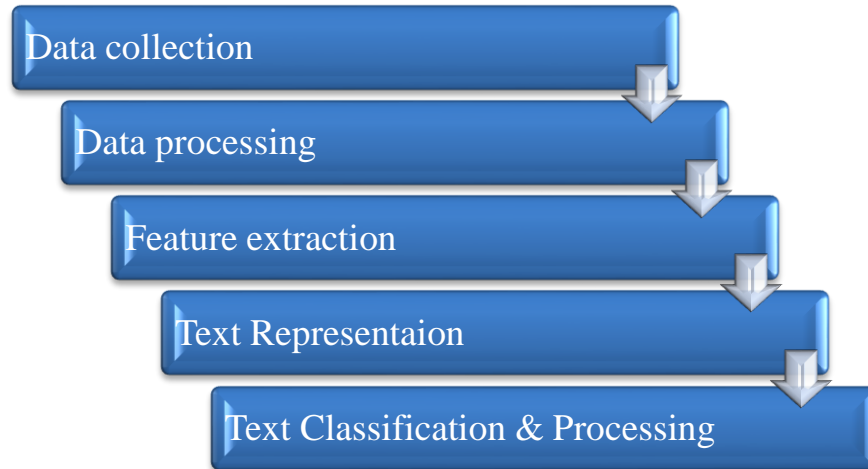 Data collection
Data processing
Feature extraction
Text Representaion
Text Classification & Processing